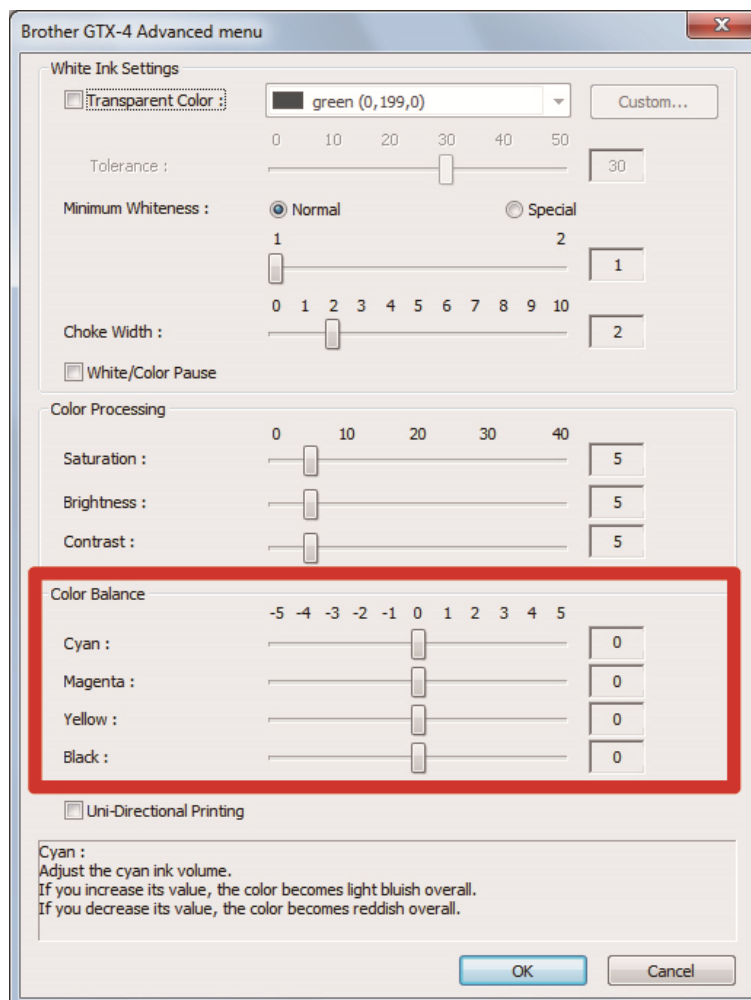 Brother GTX-4 Advanced menu
White Ink Settings
Transparent Color : green (0,199,0) Custom...
0 10 20 30 40 50
Tolerance : 30
Minimum Whiteness : Normal Special
1 2
1
0 1 2 3 4 5 6 7 8 9 10
Choke Width : 2
White/Color Pause
Color Processing
0 10 20 30 40
Saturation : 5
Brightness : 5
Contrast : 5
Color Balance
-5 -4 -3 -2 -1 0 1 2 3 4 5
Cyan : 0
Magenta : 0
Yellow : 0
Black : 0
Uni-Directional Printing
Cyan :
Adjust the cyan ink volume.
If you increase its value, the color becomes light bluish overall.
If you decrease its value, the color becomes reddish overall.
OK Cancel